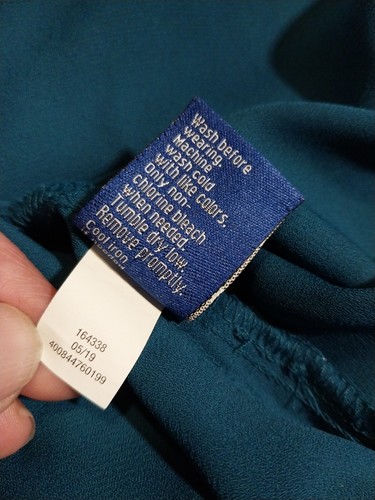 Wash before
wearing.
Machine
wash cold
with like colors,
Only non-
chlorine bleach
when needed.
Tumble dry low.
Remove promptly.
Cool iron
164338
05/19
400844760199